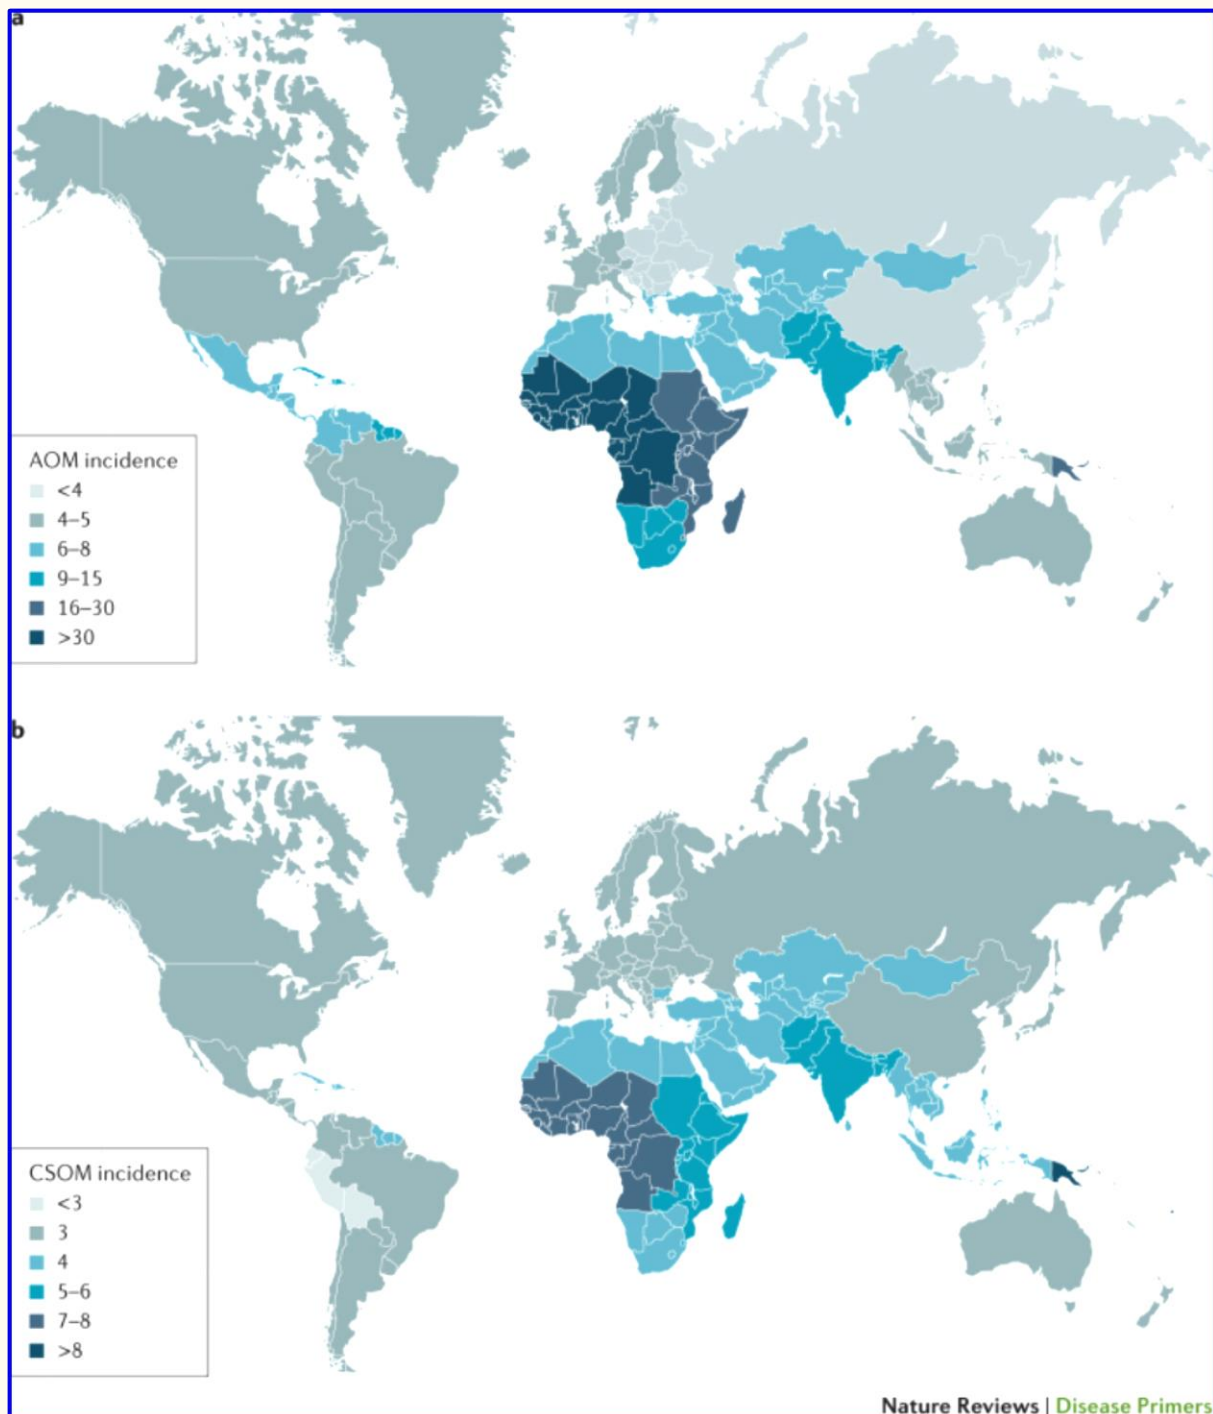 a
AOM incidence
<4
4–5
6–8
9–15
16–30
>30
b
CSOM incidence
<3
3
4
5–6
7–8
>8
Nature Reviews | Disease Primers